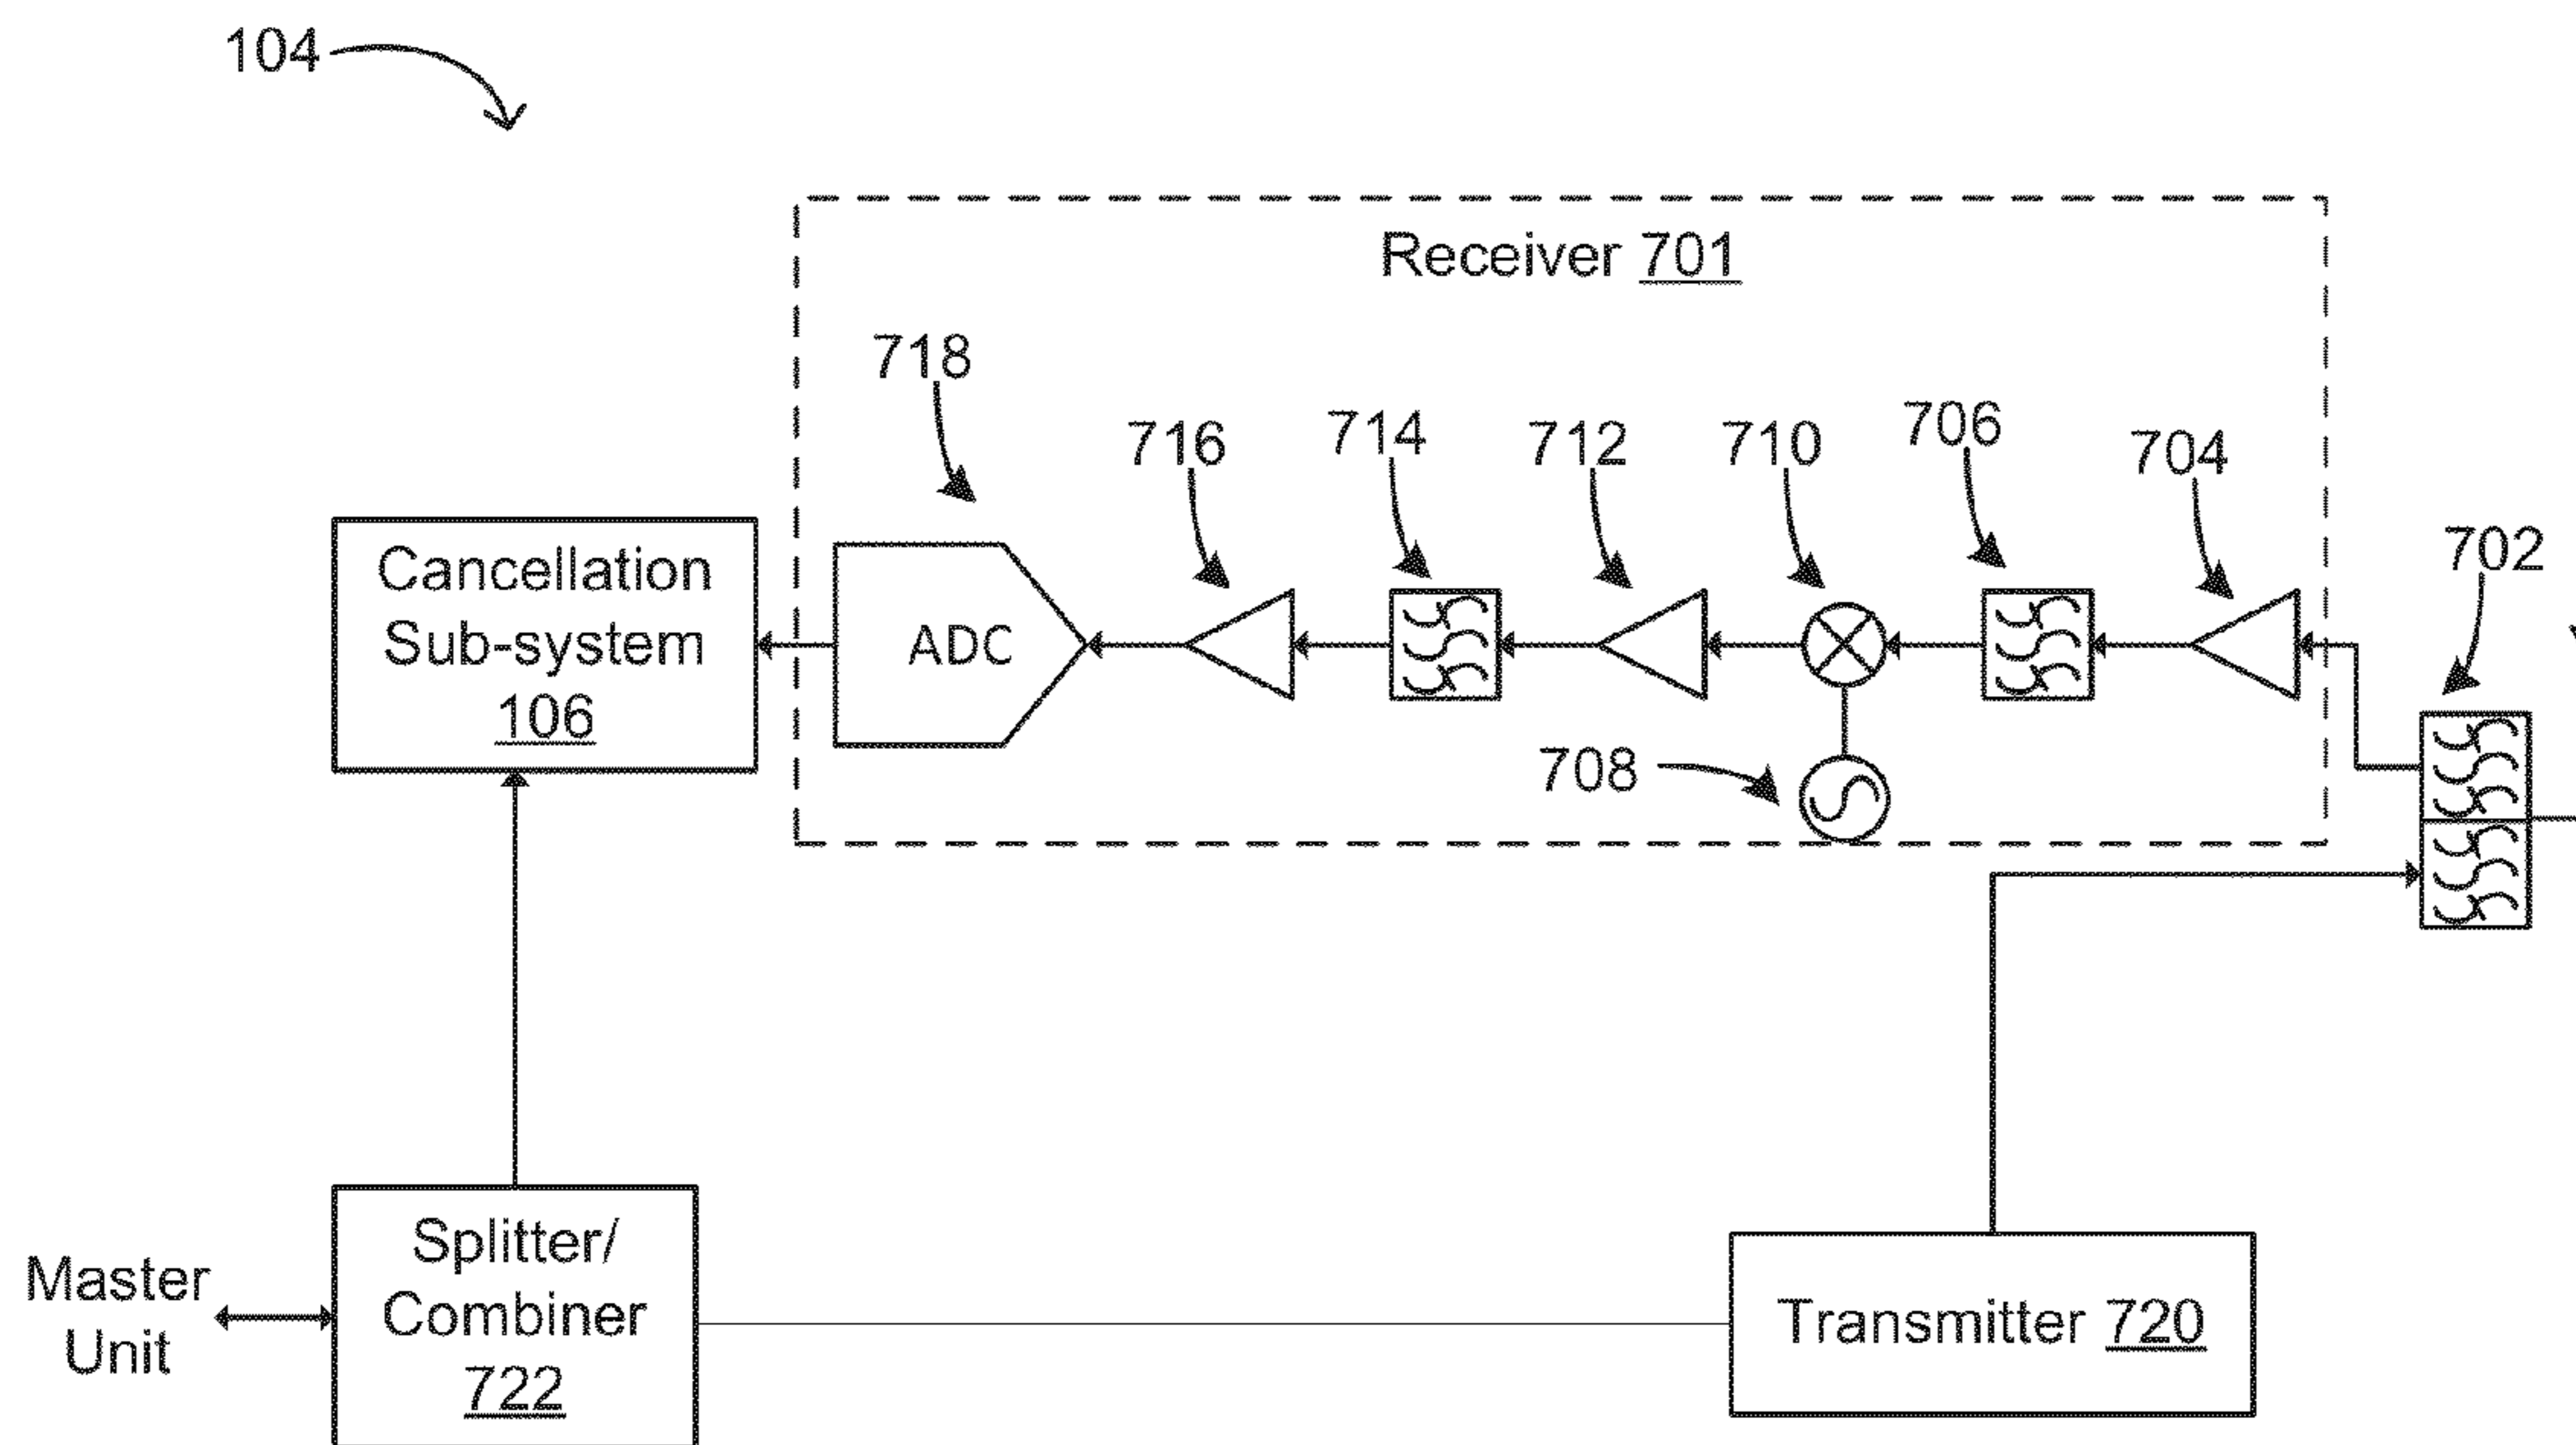 104
Receiver 701
718
716
714
712
710
706
704
702
Cancellation
Sub-system
106
ADC
708
Splitter/
Combiner
722
Master
Unit
Transmitter 720